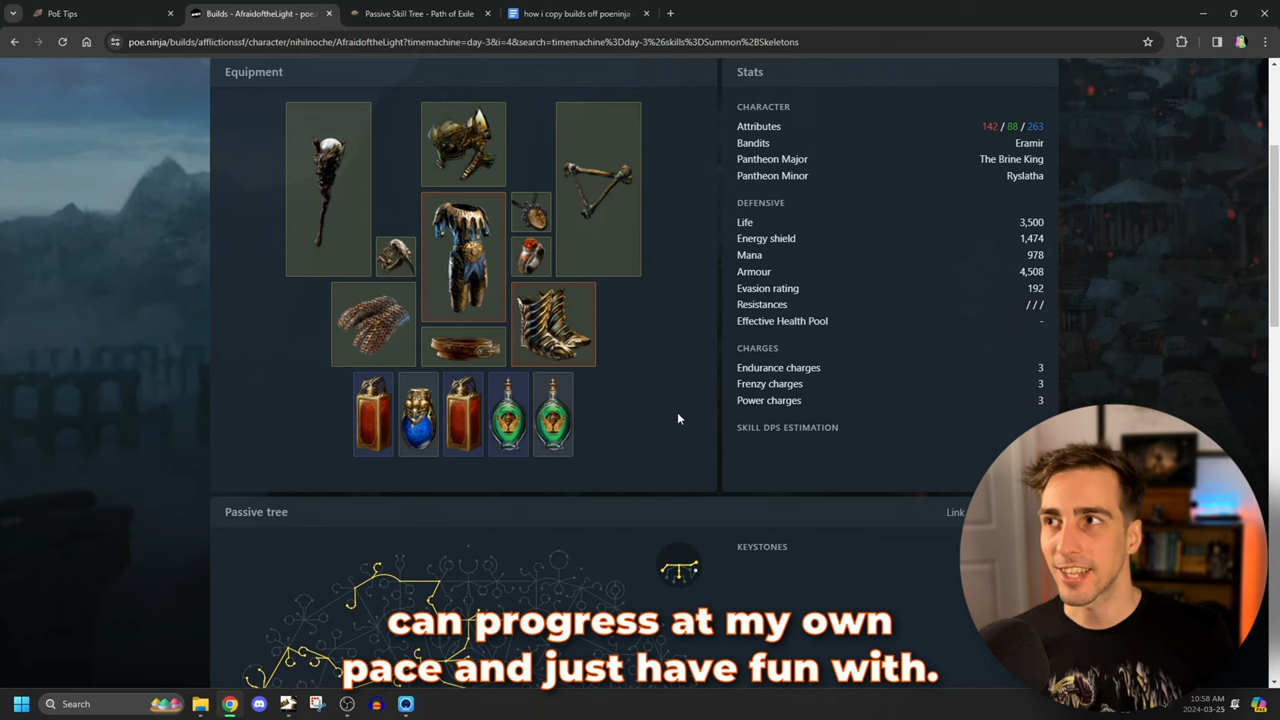 PoE Tips
Builds - AfraidoftheLight - poe.
Passive Skill Tree - Path of Exile
how i copy builds off poeninja
poe.ninja/builds/afflictionssf/character/nihilnoche/AfraidoftheLight?timemachine=day-3&i=4&search=timemachine%3Dday-3%26skills%3DSummon%2BSkeletons
Equipment
Stats
CHARACTER
Attributes 142 / 88 / 263
Bandits Eramir
Pantheon Major The Brine King
Pantheon Minor Ryslatha
DEFENSIVE
Life 3,500
Energy shield 1,474
Mana 978
Armour 4,508
Evasion rating 192
Resistances / / /
Effective Health Pool -
CHARGES
Endurance charges 3
Frenzy charges 3
Power charges 3
SKILL DPS ESTIMATION
Passive tree
Link
KEYSTONES
can progress at my own
pace and just have fun with.
Search
10:58 AM
2024-03-25